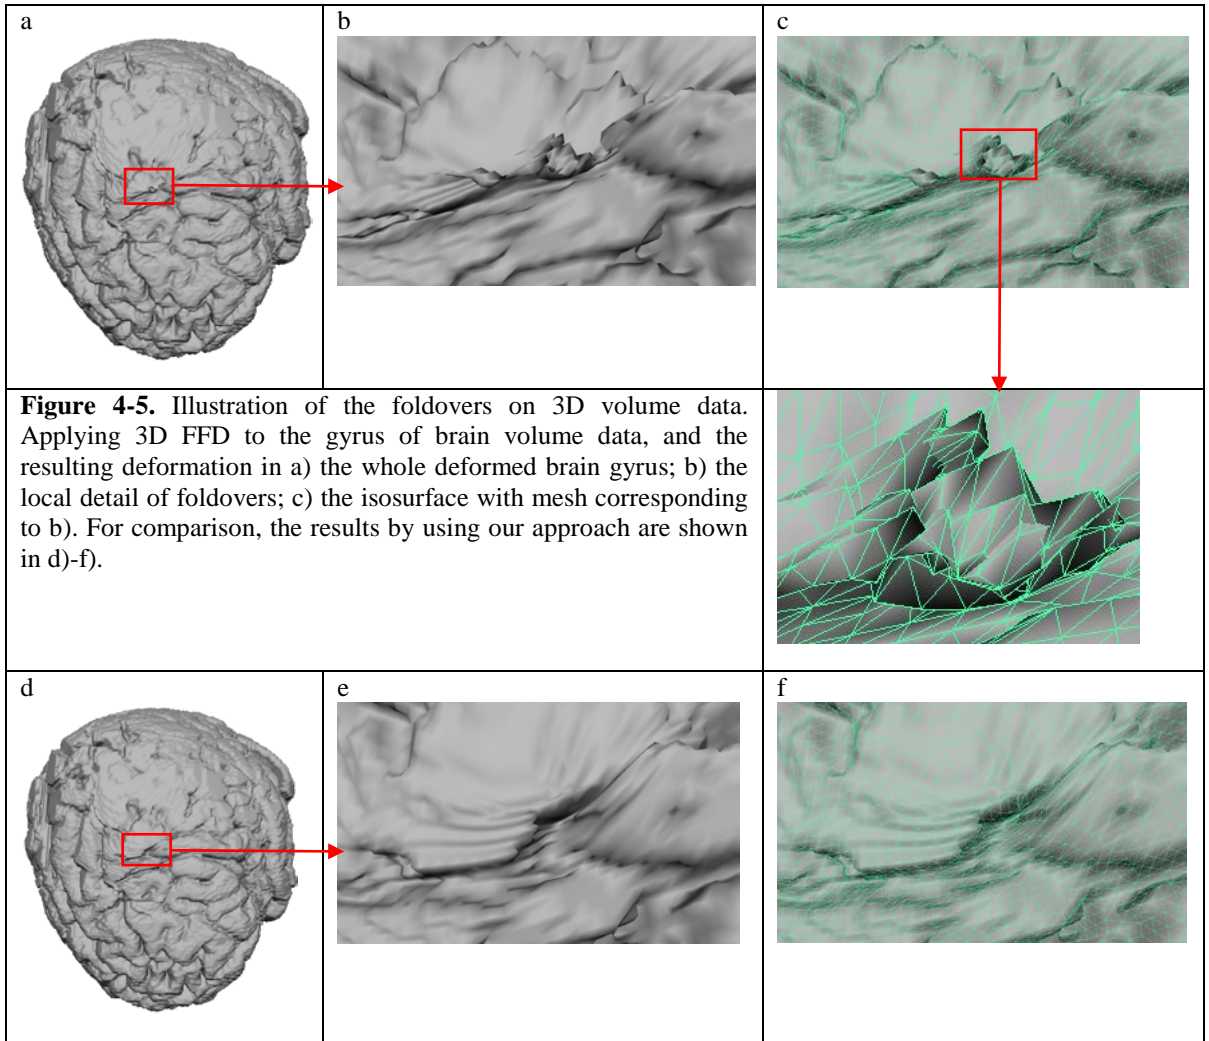 a
b
c
Figure 4-5. Illustration of the foldovers on 3D volume data.
Applying 3D FFD to the gyrus of brain volume data, and the
resulting deformation in a) the whole deformed brain gyrus; b) the
local detail of foldovers; c) the isosurface with mesh corresponding
to b). For comparison, the results by using our approach are shown
in d)-f).
d
e
f